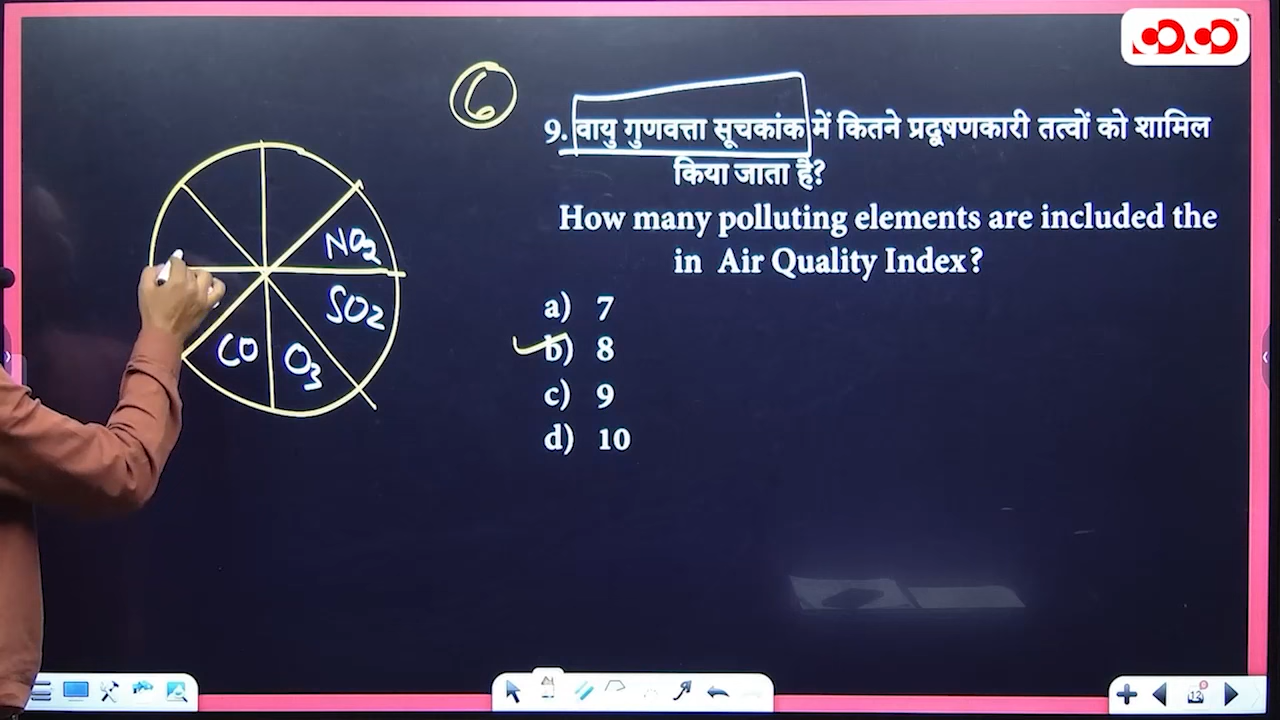 6
9. वायु गुणवत्ता सूचकांक में कितने प्रदूषणकारी तत्वों को शामिल
किया जाता है?
How many polluting elements are included the
in Air Quality Index?
a) 7
b) 8
c) 9
d) 10
NO2
SO2
CO O3
12